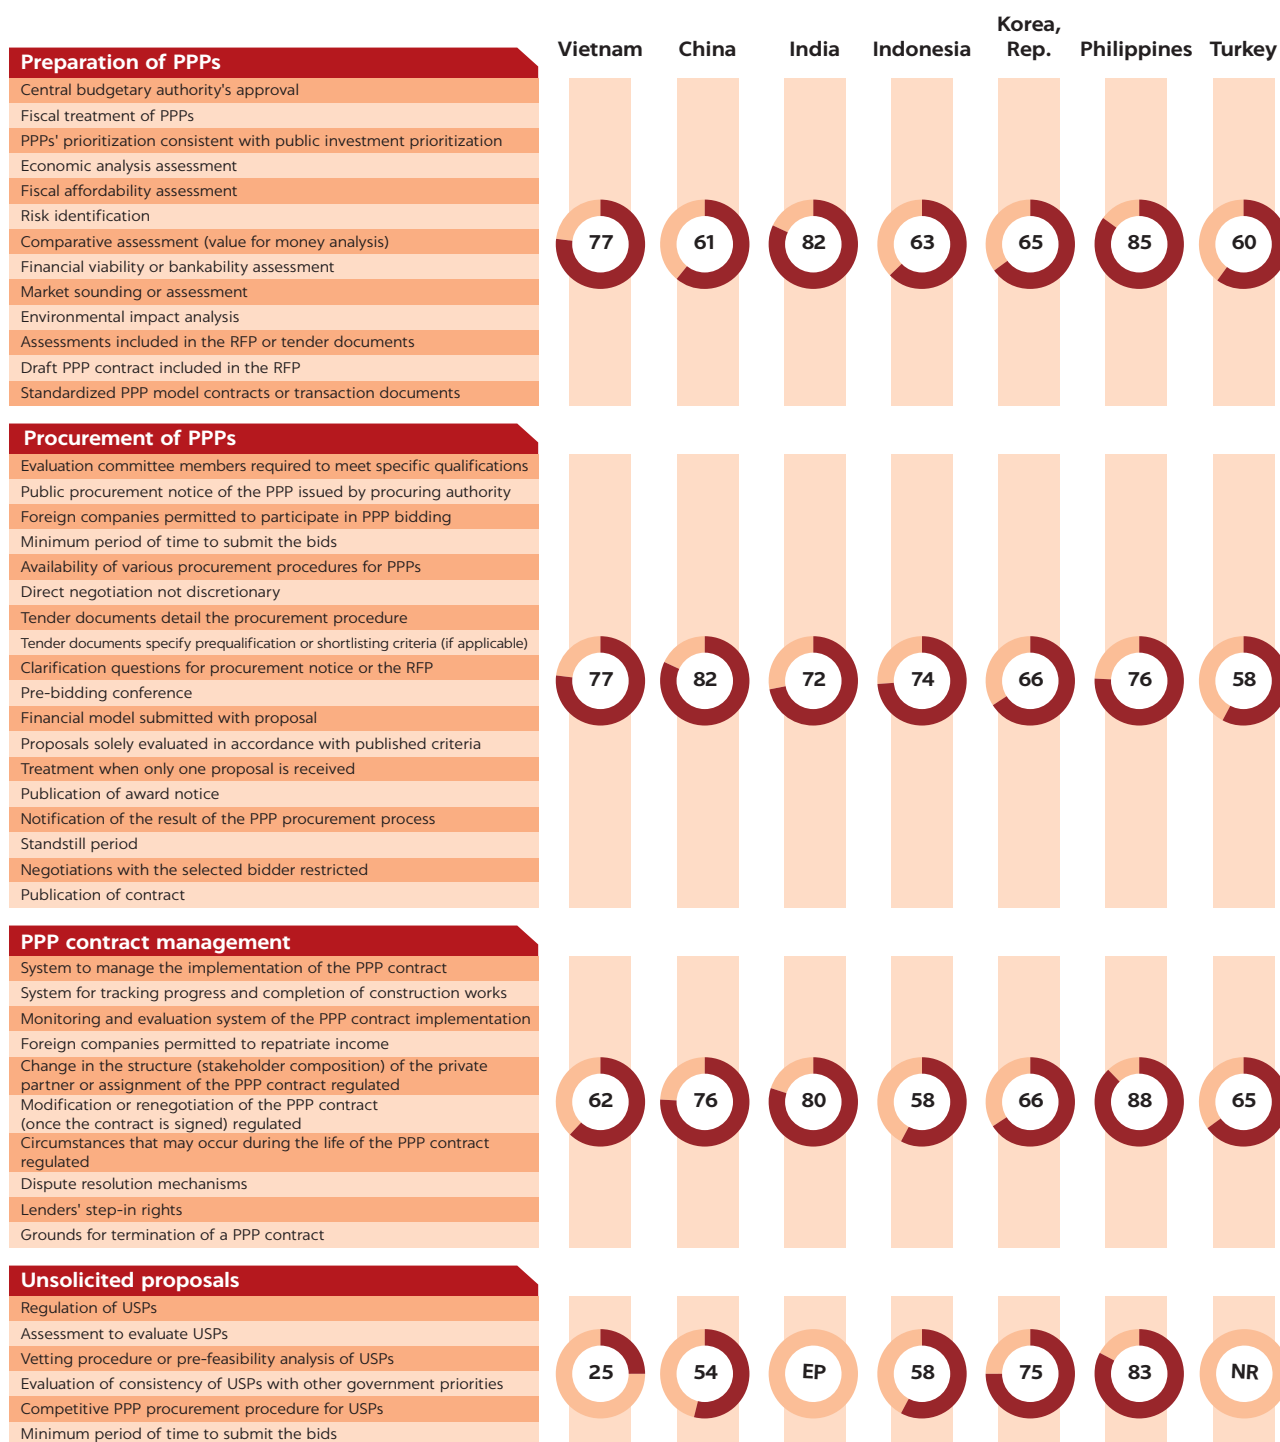 Vietnam China India Indonesia Korea, Rep. Philippines Turkey
Preparation of PPPs
Central budgetary authority's approval
Fiscal treatment of PPPs
PPPs' prioritization consistent with public investment prioritization
Economic analysis assessment
Fiscal affordability assessment
Risk identification
Comparative assessment (value for money analysis)
Financial viability or bankability assessment
Market sounding or assessment
Environmental impact analysis
Assessments included in the RFP or tender documents
Draft PPP contract included in the RFP
Standardized PPP model contracts or transaction documents
77 61 82 63 65 85 60
Procurement of PPPs
Evaluation committee members required to meet specific qualifications
Public procurement notice of the PPP issued by procuring authority
Foreign companies permitted to participate in PPP bidding
Minimum period of time to submit the bids
Availability of various procurement procedures for PPPs
Direct negotiation not discretionary
Tender documents detail the procurement procedure
Tender documents specify prequalification or shortlisting criteria (if applicable)
Clarification questions for procurement notice or the RFP
Pre-bidding conference
Financial model submitted with proposal
Proposals solely evaluated in accordance with published criteria
Treatment when only one proposal is received
Publication of award notice
Notification of the result of the PPP procurement process
Standstill period
Negotiations with the selected bidder restricted
Publication of contract
77 82 72 74 66 76 58
PPP contract management
System to manage the implementation of the PPP contract
System for tracking progress and completion of construction works
Monitoring and evaluation system of the PPP contract implementation
Foreign companies permitted to repatriate income
Change in the structure (stakeholder composition) of the private
partner or assignment of the PPP contract regulated
Modification or renegotiation of the PPP contract
(once the contract is signed) regulated
Circumstances that may occur during the life of the PPP contract
regulated
Dispute resolution mechanisms
Lenders' step-in rights
Grounds for termination of a PPP contract
62 76 80 58 66 88 65
Unsolicited proposals
Regulation of USPs
Assessment to evaluate USPs
Vetting procedure or pre-feasibility analysis of USPs
Evaluation of consistency of USPs with other government priorities
Competitive PPP procurement procedure for USPs
Minimum period of time to submit the bids
25 54 EP 58 75 83 NR